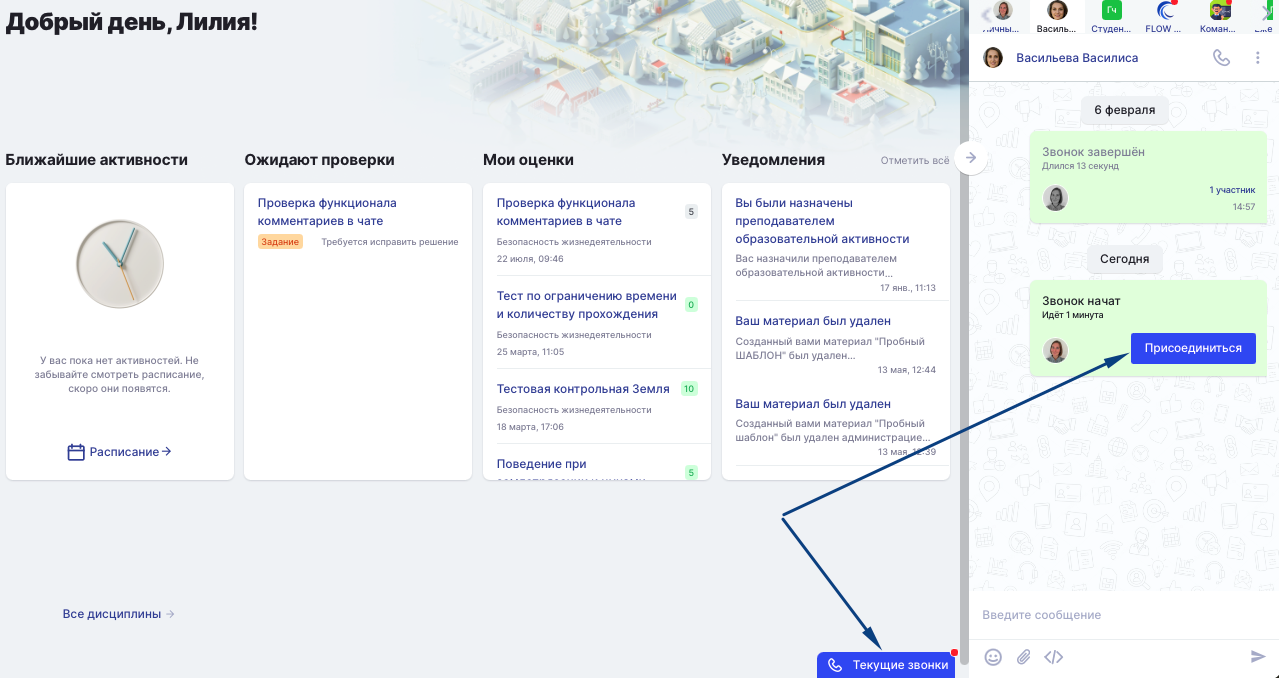 Добрый день, Лилия!
Ближайшие активности
У вас пока нет активностей. Не
забывайте смотреть расписание,
скоро они появятся.
Расписание
Все дисциплины
Ожидают проверки
Проверка функционала
комментариев в чате
Задание
Требуется исправить решение
Мои оценки
Проверка функционала
комментариев в чате
5
Безопасность жизнедеятельности
22 июля, 09:46
Тест по ограничению времени
и количеству прохождения
0
Безопасность жизнедеятельности
25 марта, 11:05
Тестовая контрольная Земля
10
Безопасность жизнедеятельности
18 марта, 17:06
Поведение при
5
Уведомления
Отметить всё
Вы были назначены
преподавателем
образовательной активности
Вас назначили преподавателем
образовательной активности...
17 янв., 11:13
Ваш материал был удален
Созданный вами материал "Пробный
ШАБЛОН" был удален...
13 мая, 12:44
Ваш материал был удален
Созданный вами материал "Пробный
шаблон" был удален администрацие...
13 мая, 12:39
Текущие звонки
Василь...
Гч
Студен...
FLOW ...
Коман...
Васильева Василиса
6 февраля
Звонок завершён
Длился 13 секунд
1 участник
14:57
Сегодня
Звонок начат
Идёт 1 минута
Присоединиться
Введите сообщение